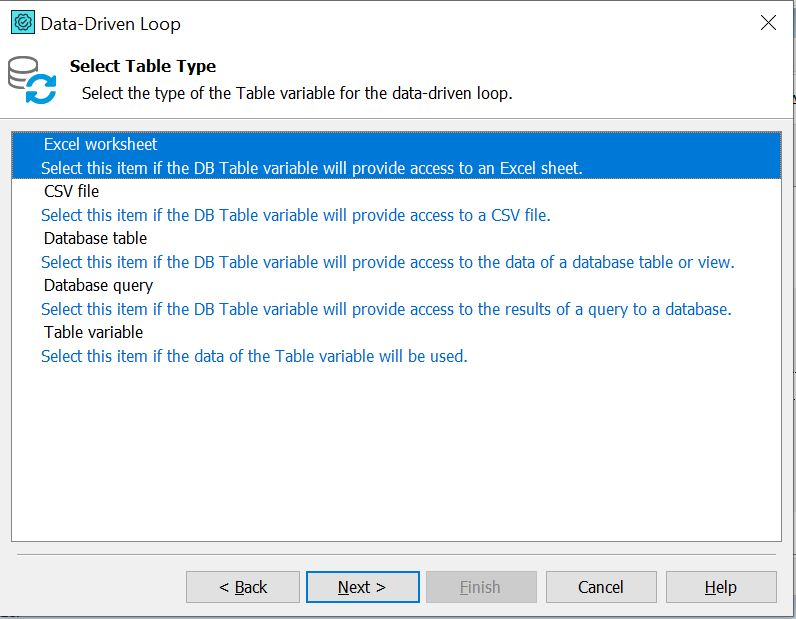 Data-Driven Loop
Select Table Type
Select the type of the Table variable for the data-driven loop.
Excel worksheet
Select this item if the DB Table variable will provide access to an Excel sheet.
CSV file
Select this item if the DB Table variable will provide access to a CSV file.
Database table
Select this item if the DB Table variable will provide access to the data of a database table or view.
Database query
Select this item if the DB Table variable will provide access to the results of a query to a database.
Table variable
Select this item if the data of the Table variable will be used.
< Back Next > Finish Cancel Help